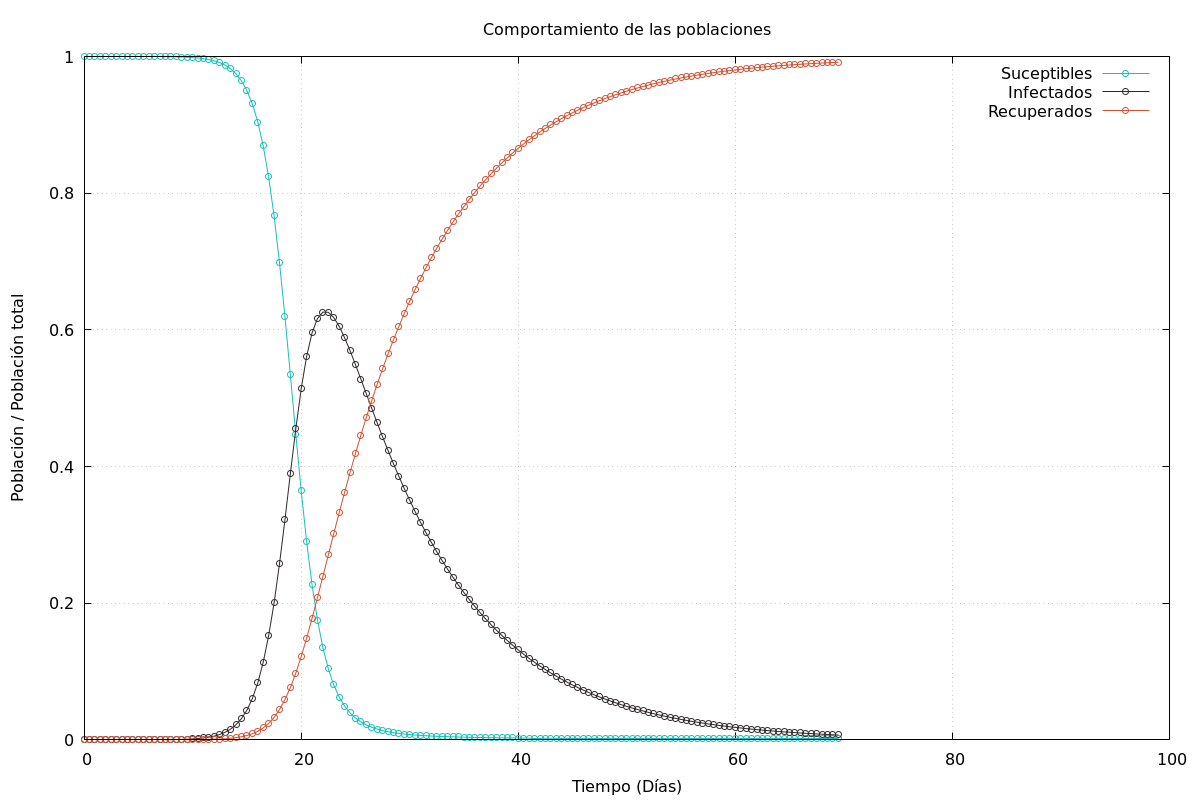 Comportamiento de las poblaciones
1
0.8
0.6
0.4
0.2
0
Población / Población total
Suceptibles
Infectados
Recuperados
0 20 40 60 80 100
Tiempo (Días)